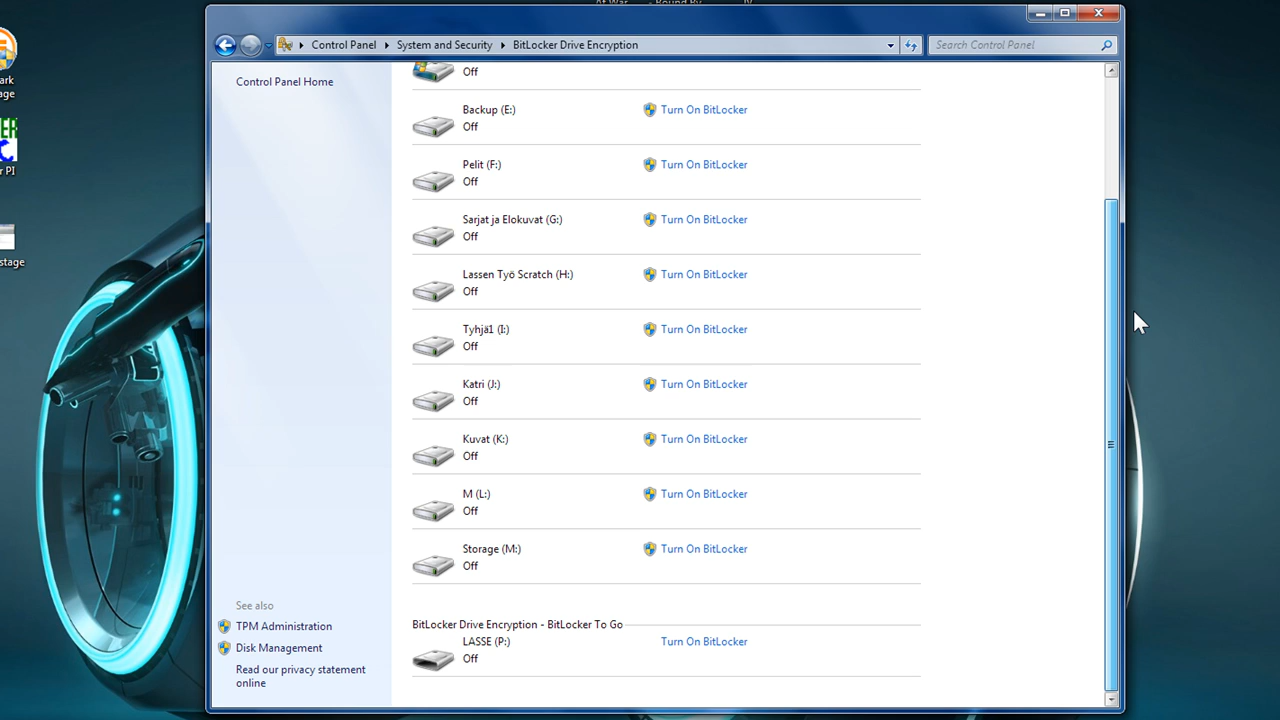 Control Panel
System and Security
BitLocker Drive Encryption
Search Control Panel
Control Panel Home
Off
Backup (E:)
Turn On BitLocker
Off
Pelit (F:)
Turn On BitLocker
Off
Sarjat ja Elokuvat (G:)
Turn On BitLocker
Off
Lassen Työ Scratch (H:)
Turn On BitLocker
Off
Tyhjä1 (I:)
Turn On BitLocker
Off
Katri (J:)
Turn On BitLocker
Off
Kuvat (K:)
Turn On BitLocker
Off
M (L:)
Turn On BitLocker
Off
Storage (M:)
Turn On BitLocker
Off
BitLocker Drive Encryption - BitLocker To Go
LASSE (P:)
Turn On BitLocker
Off
See also
TPM Administration
Disk Management
Read our privacy statement
online